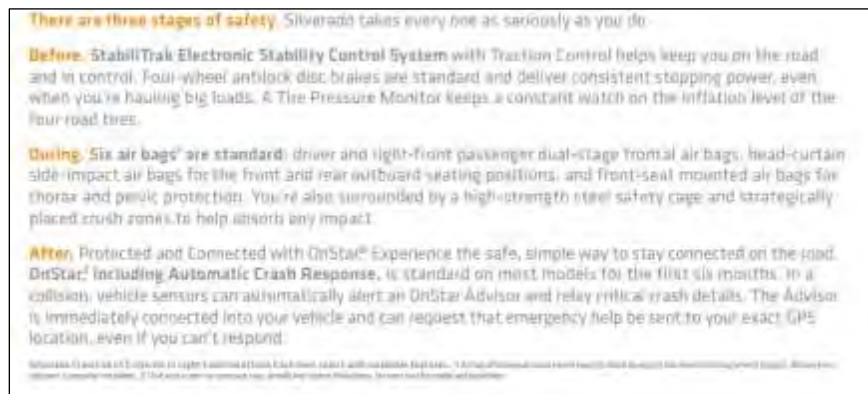 There are three stages of safety. Silverado takes every one as seriously as you do.
Before. StabiliTrak Electronic Stability Control System with Traction Control helps keep you on the road
and in control. Four-wheel antilock disc brakes are standard and deliver consistent stopping power, even
when you're hauling big loads. A Tire Pressure Monitor keeps a constant watch on the inflation level of the
four road tires.
During. Six air bags† are standard: driver and right-front passenger dual-stage frontal air bags, head-curtain
side-impact air bags for the front and rear outboard seating positions, and front-seat mounted air bags for
thorax and pelvic protection. You're also surrounded by a high-strength steel safety cage and strategically
placed crush zones to help absorb any impact.
After. Protected and Connected with OnStar® Experience the safe, simple way to stay connected on the road.
OnStar,‡ including Automatic Crash Response, is standard on most models for the first six months. In a
collision, vehicle sensors can automatically alert an OnStar Advisor and relay critical crash details. The Advisor
is immediately connected into your vehicle and can request that emergency help be sent to your exact GPS
location, even if you can't respond.